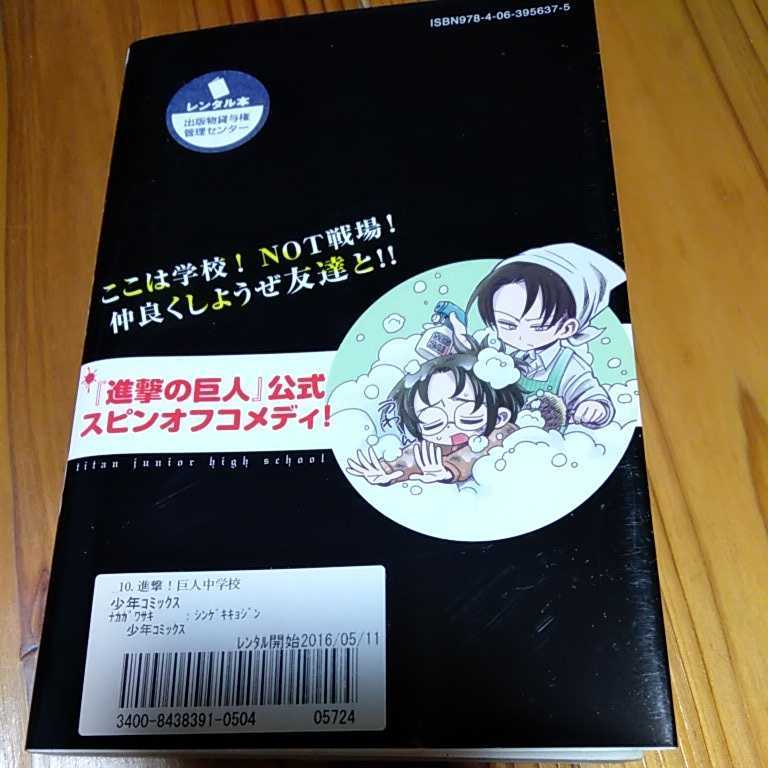 ISBN978-4-06-395637-5
レンタル本
出版物貸与権
管理センター
ここは学校! NOT戦場!
仲良くしようぜ友達と!!
『進撃の巨人』公式
スピンオフコメディ!
titan junior high school
10.進撃!巨人中学校
少年コミックス
ﾅｶｶﾞﾜｻｷ :ｼﾝｹﾞｷｷｮｼﾞﾝ
少年コミックス
レンタル開始2016/05/11
3400-8438391-0504 05724